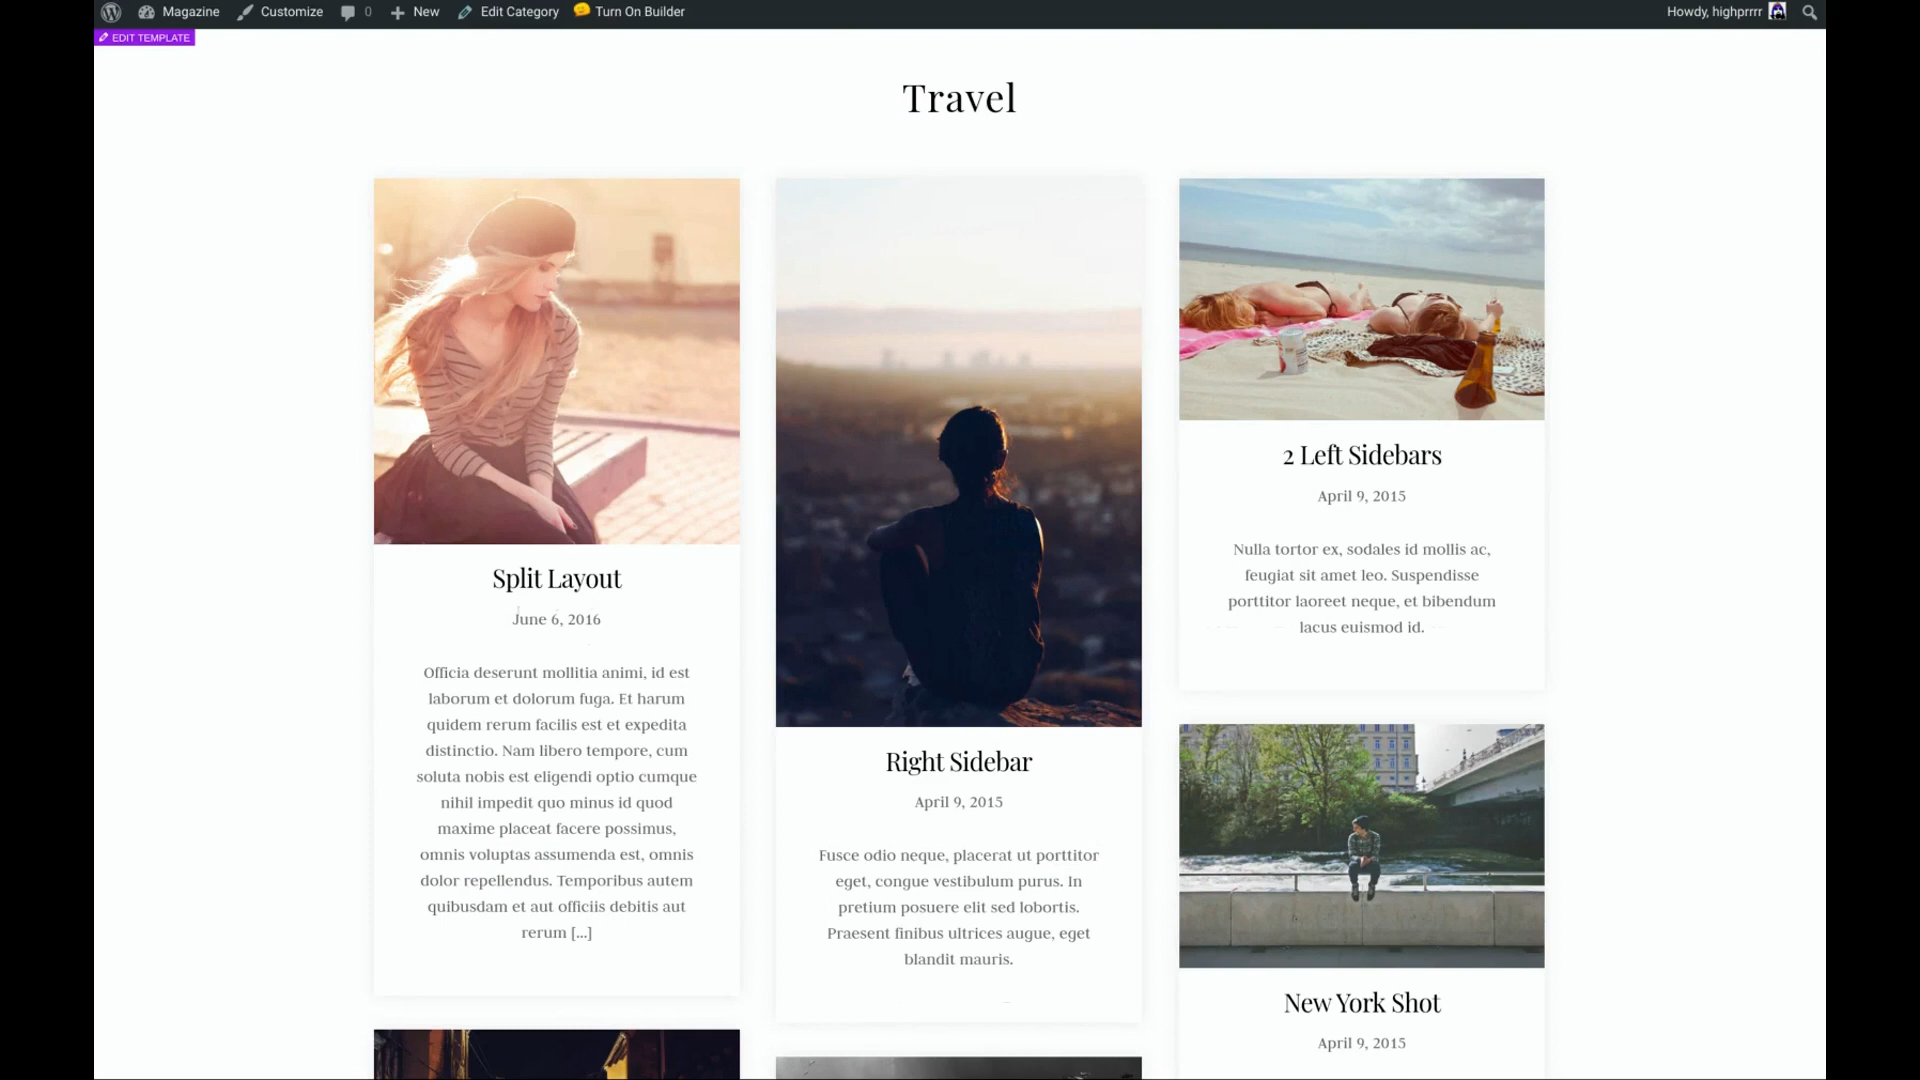 Magazine Customize 0 New Edit Category Turn On Builder Howdy, highprrrr
EDIT TEMPLATE
Travel
Split Layout
June 6, 2016
Officia deserunt mollitia animi, id est
laborum et dolorum fuga. Et harum
quidem rerum facilis est et expedita
distinctio. Nam libero tempore, cum
soluta nobis est eligendi optio cumque
nihil impedit quo minus id quod
maxime placeat facere possimus,
omnis voluptas assumenda est, omnis
dolor repellendus. Temporibus autem
quibusdam et aut officiis debitis aut
rerum [...]
Right Sidebar
April 9, 2015
Fusce odio neque, placerat ut porttitor
eget, congue vestibulum purus. In
pretium posuere elit sed lobortis.
Praesent finibus ultrices augue, eget
blandit mauris.
2 Left Sidebars
April 9, 2015
Nulla tortor ex, sodales id mollis ac,
feugiat sit amet leo. Suspendisse
porttitor laoreet neque, et bibendum
lacus euismod id.
New York Shot
April 9, 2015